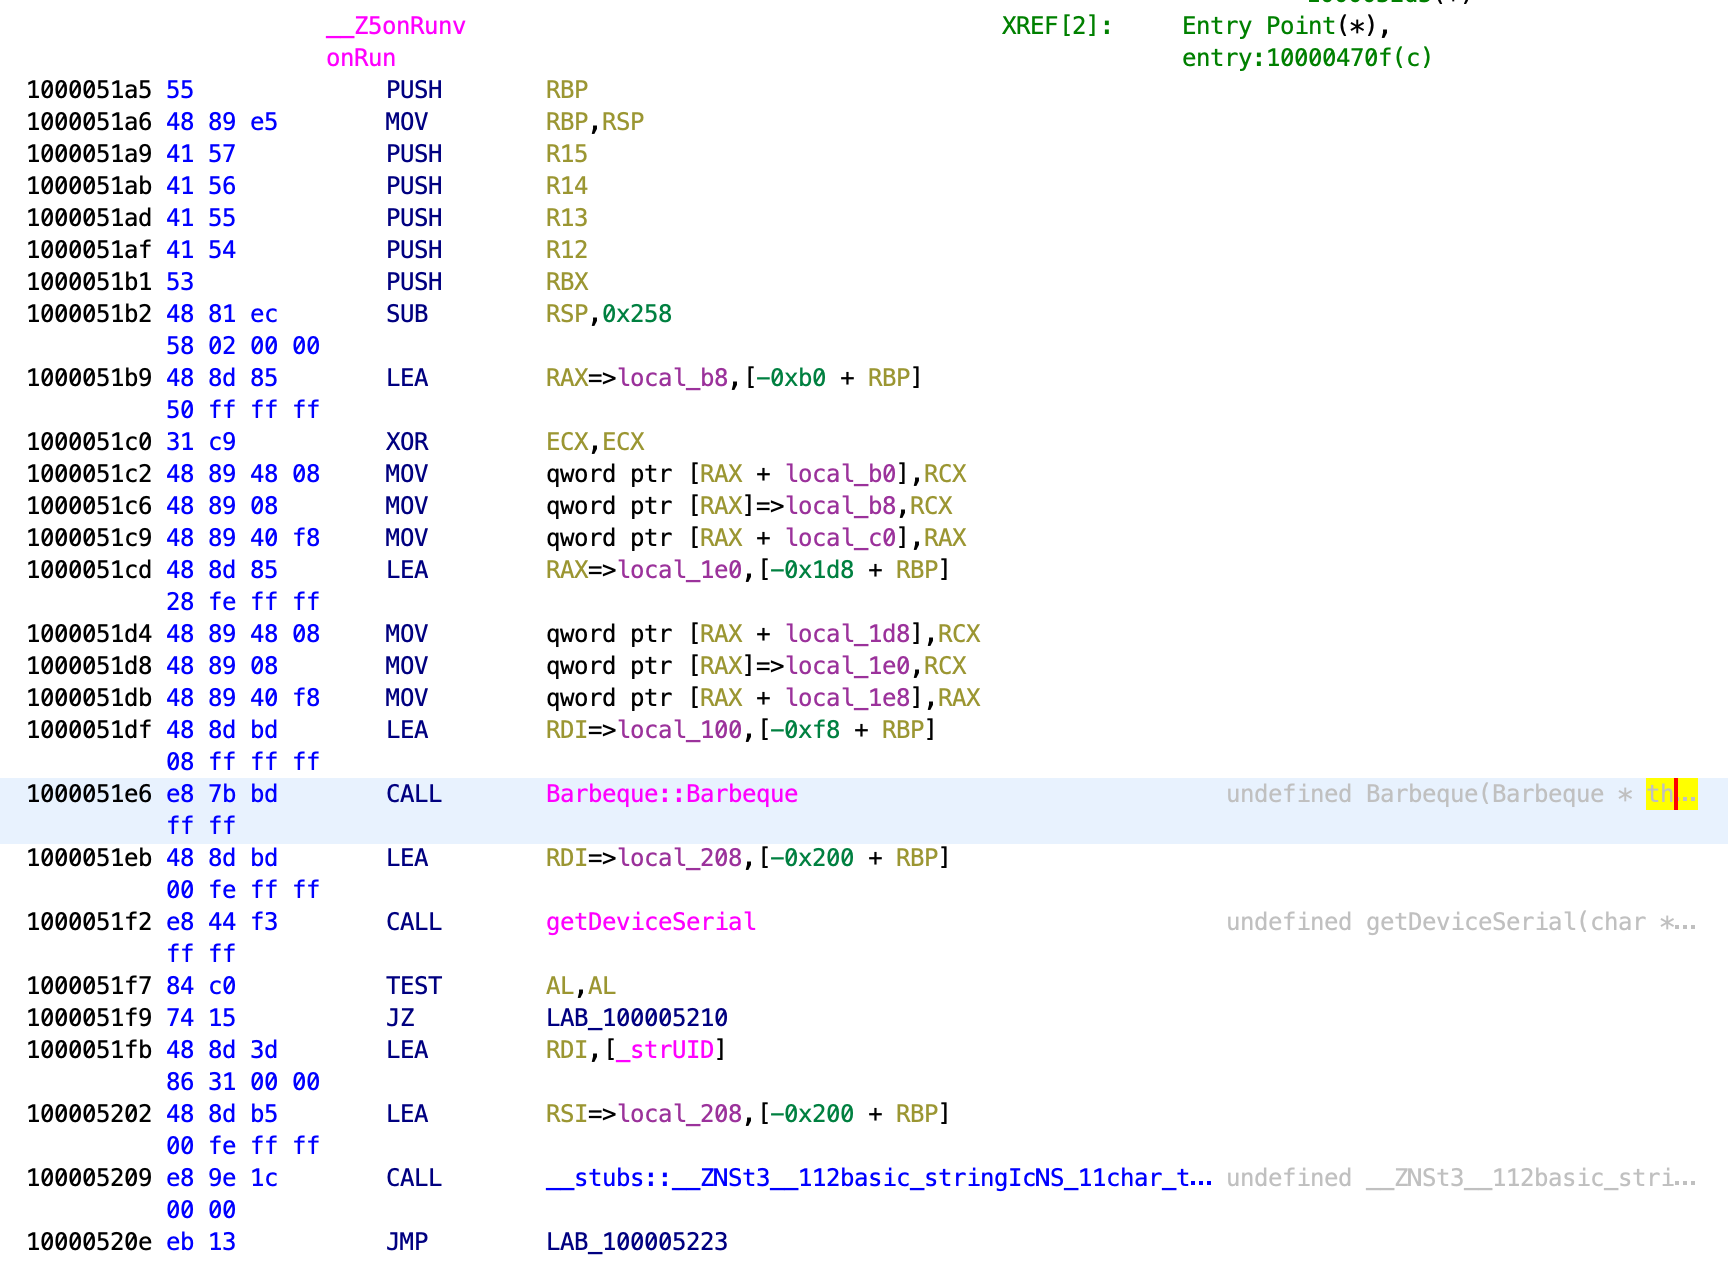 __Z5onRunv XREF[2]: Entry Point(*),
onRun entry:10000470f(c)
1000051a5 55 PUSH RBP
1000051a6 48 89 e5 MOV RBP,RSP
1000051a9 41 57 PUSH R15
1000051ab 41 56 PUSH R14
1000051ad 41 55 PUSH R13
1000051af 41 54 PUSH R12
1000051b1 53 PUSH RBX
1000051b2 48 81 ec SUB RSP,0x258
58 02 00 00
1000051b9 48 8d 85 LEA RAX=>local_b8,[-0xb0 + RBP]
50 ff ff ff
1000051c0 31 c9 XOR ECX,ECX
1000051c2 48 89 48 08 MOV qword ptr [RAX + local_b0],RCX
1000051c6 48 89 08 MOV qword ptr [RAX]=>local_b8,RCX
1000051c9 48 89 40 f8 MOV qword ptr [RAX + local_c0],RAX
1000051cd 48 8d 85 LEA RAX=>local_1e0,[-0x1d8 + RBP]
28 fe ff ff
1000051d4 48 89 48 08 MOV qword ptr [RAX + local_1d8],RCX
1000051d8 48 89 08 MOV qword ptr [RAX]=>local_1e0,RCX
1000051db 48 89 40 f8 MOV qword ptr [RAX + local_1e8],RAX
1000051df 48 8d bd LEA RDI=>local_100,[-0xf8 + RBP]
08 ff ff ff
1000051e6 e8 7b bd CALL Barbeque::Barbeque undefined Barbeque(Barbeque * th…
ff ff
1000051eb 48 8d bd LEA RDI=>local_208,[-0x200 + RBP]
00 fe ff ff
1000051f2 e8 44 f3 CALL getDeviceSerial undefined getDeviceSerial(char *…
ff ff
1000051f7 84 c0 TEST AL,AL
1000051f9 74 15 JZ LAB_100005210
1000051fb 48 8d 3d LEA RDI,[_strUID]
86 31 00 00
100005202 48 8d b5 LEA RSI=>local_208,[-0x200 + RBP]
00 fe ff ff
100005209 e8 9e 1c CALL __stubs::__ZNSt3__112basic_stringIcNS_11char_t… undefined __ZNSt3__112basic_stri…
00 00
10000520e eb 13 JMP LAB_100005223